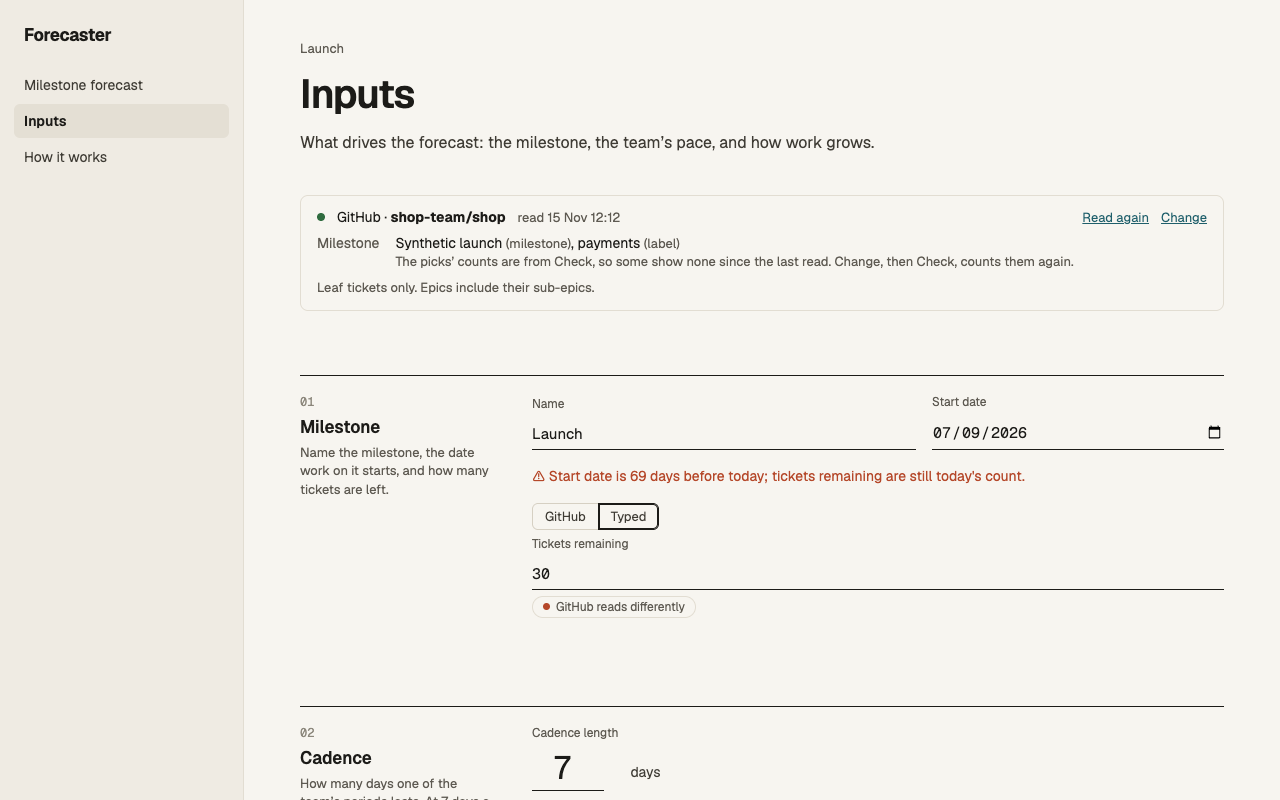 Forecaster
Milestone forecast
Inputs
How it works
Launch
Inputs
What drives the forecast: the milestone, the team’s pace, and how work grows.
GitHub · shop-team/shop read 15 Nov 12:12
Read again Change
Milestone Synthetic launch (milestone), payments (label)
The picks’ counts are from Check, so some show none since the last read. Change, then Check, counts them again.
Leaf tickets only. Epics include their sub-epics.
01
Milestone
Name the milestone, the date
work on it starts, and how many
tickets are left.
Name
Launch
Start date
07/09/2026
⚠ Start date is 69 days before today; tickets remaining are still today's count.
GitHub Typed
Tickets remaining
30
GitHub reads differently
02
Cadence
How many days one of the
team’s periods lasts. At 7 days a
Cadence length
7 days